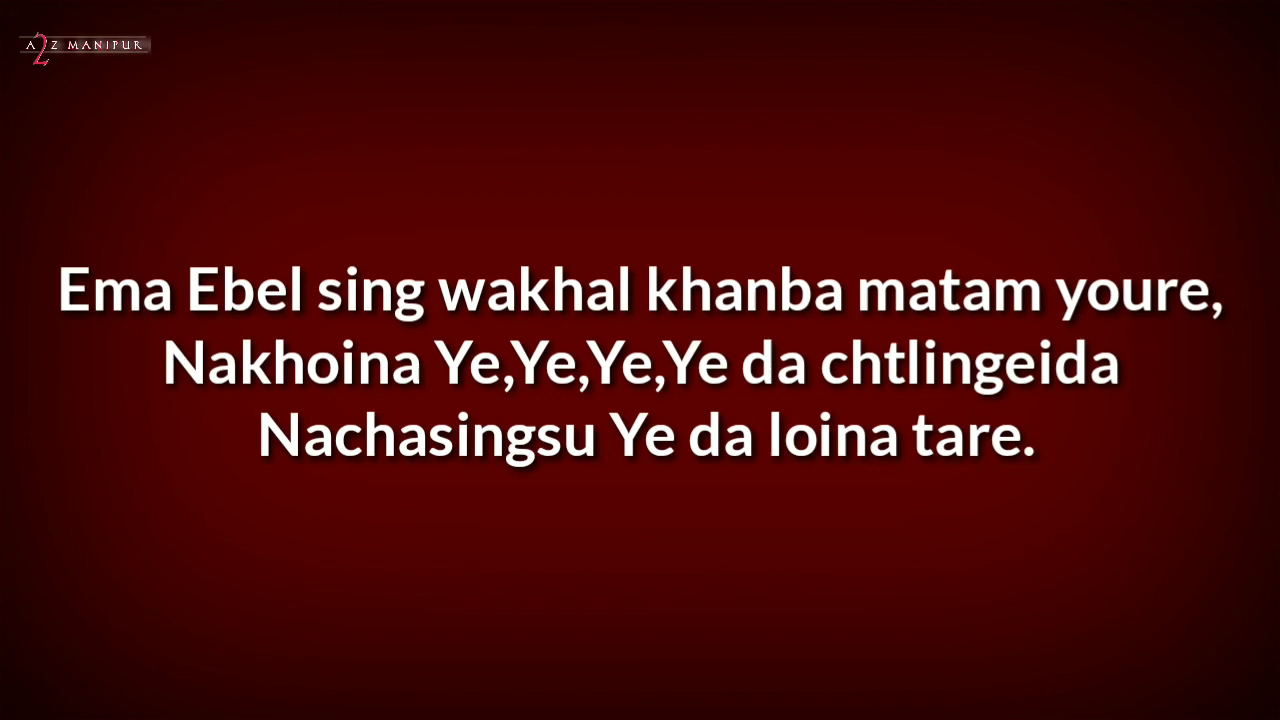 A2Z MANIPUR
Ema Ebel sing wakhal khanba matam youre,
Nakhoina Ye,Ye,Ye,Ye da chtlingeida
Nachasingsu Ye da loina tare.